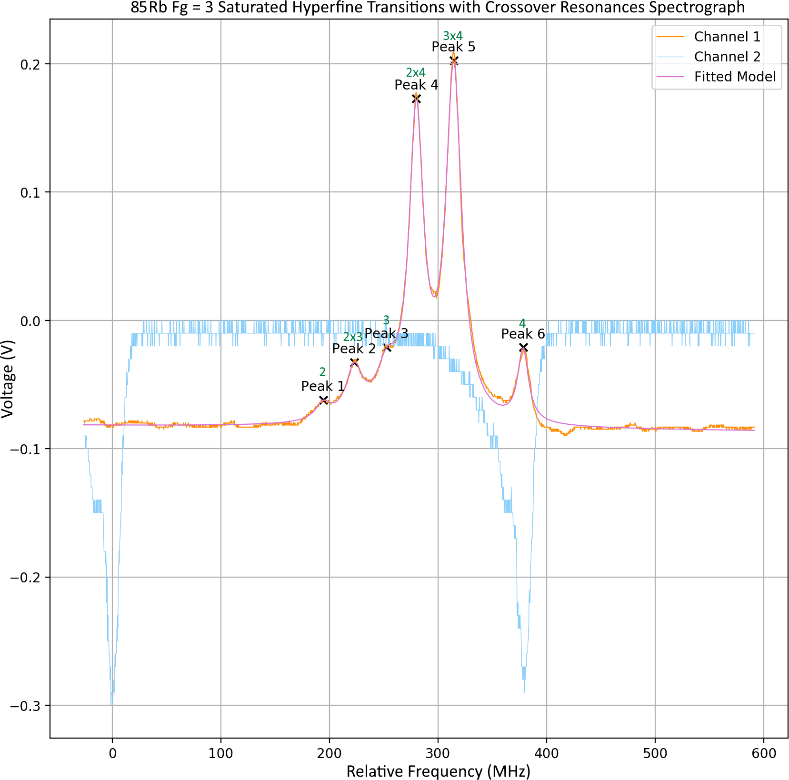 85Rb Fg = 3 Saturated Hyperfine Transitions with Crossover Resonances Spectrograph
Channel 1
Channel 2
Fitted Model
3x4
Peak 5
2x4
Peak 4
3
2x3
Peak 3
Peak 2
4
Peak 6
2
Peak 1
0.2
0.1
0.0
−0.1
−0.2
−0.3
Voltage (V)
0
100
200
300
400
500
600
Relative Frequency (MHz)